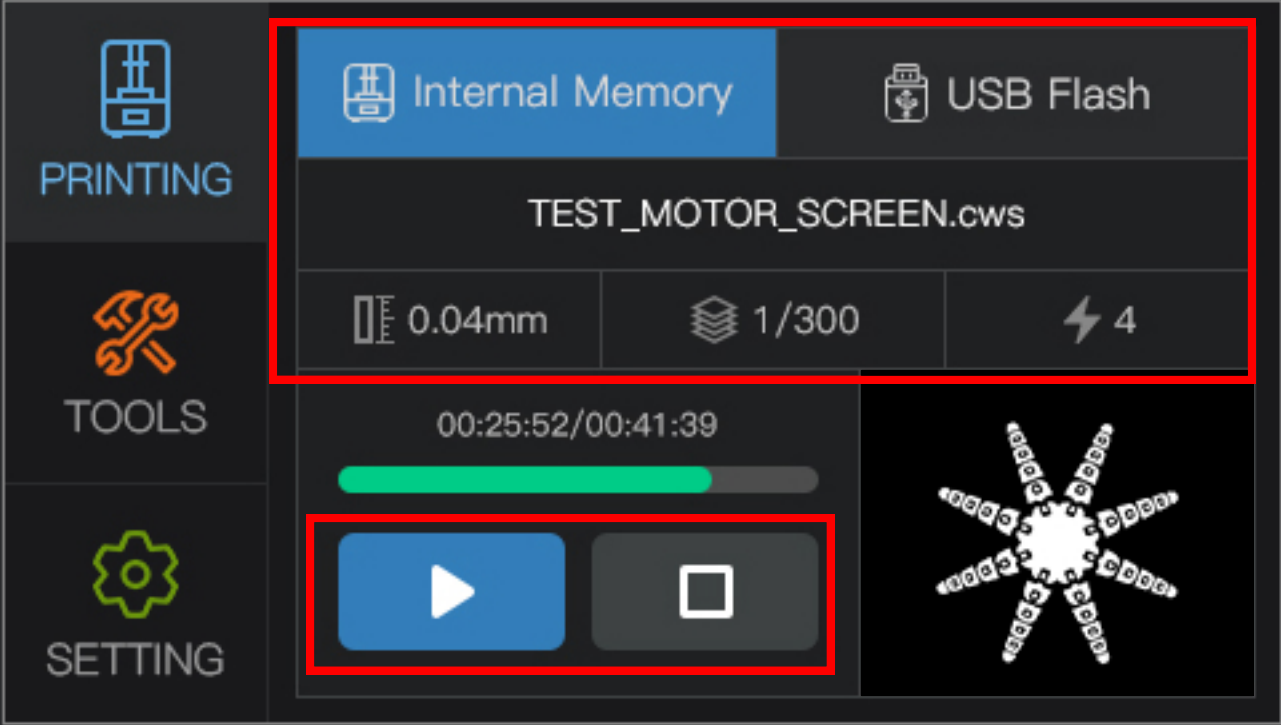 PRINTING
TOOLS
SETTING
Internal Memory USB Flash
TEST_MOTOR_SCREEN.cws
0.04mm 1/300 4
00:25:52/00:41:39